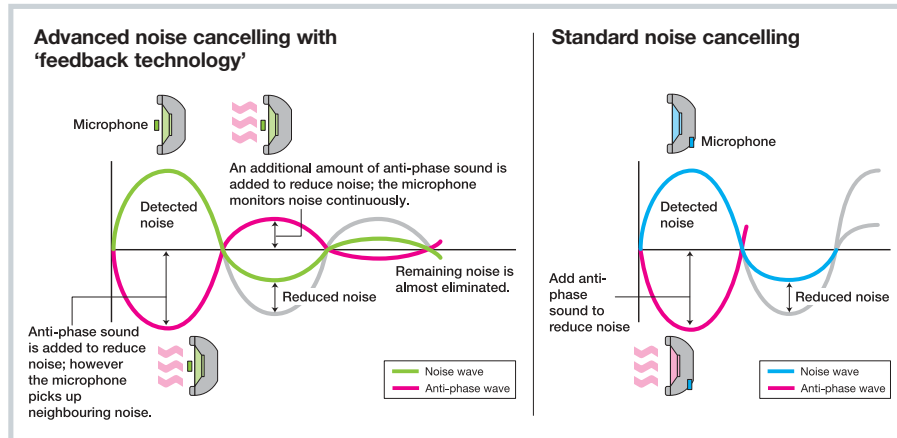 Advanced noise cancelling with
‘feedback technology’
Microphone
An additional amount of anti-phase sound is
added to reduce noise; the microphone
monitors noise continuously.
Detected
noise
Remaining noise is
almost eliminated.
Reduced noise
Anti-phase sound
is added to reduce
noise; however
the microphone
picks up
neighbouring noise.
Noise wave
Anti-phase wave
Standard noise cancelling
Microphone
Detected
noise
Add anti-
phase
sound to
reduce noise
Reduced noise
Noise wave
Anti-phase wave